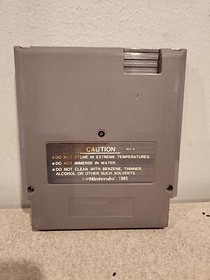 CAUTION
• DO NOT STORE IN EXTREME TEMPERATURES.
• DO NOT IMMERSE IN WATER.
• DO NOT CLEAN WITH BENZENE, THINNER,
ALCOHOL OR OTHER SUCH SOLVENTS.
©Nintendo 1985